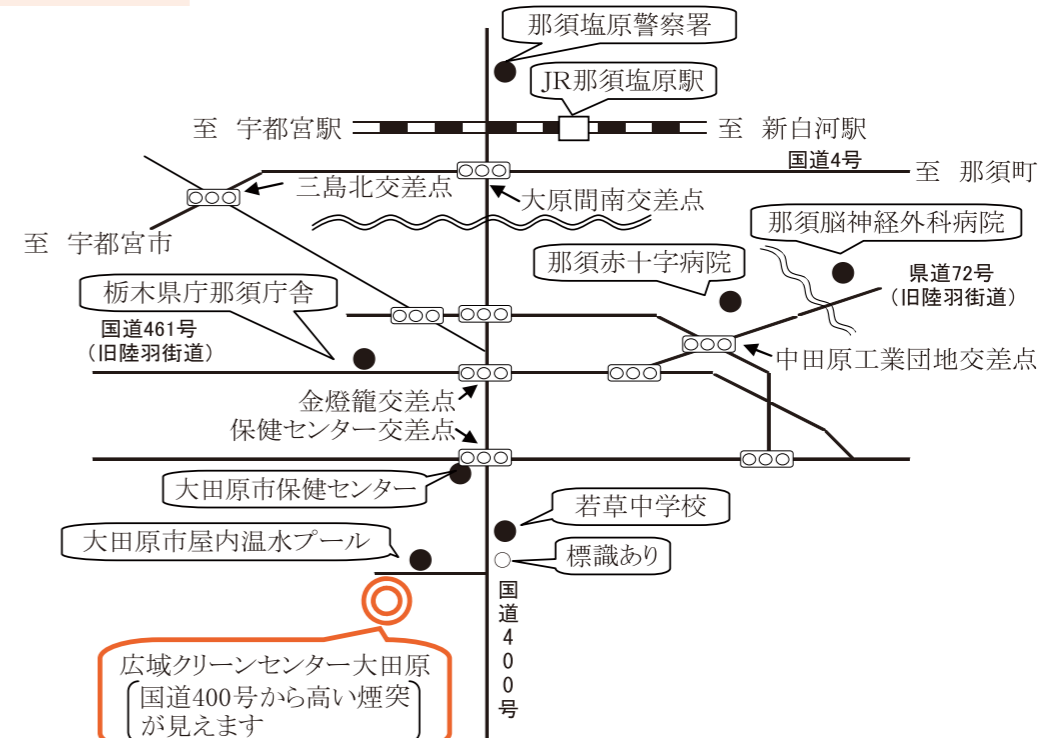 那須塩原警察署
JR那須塩原駅
至 宇都宮駅
至 新白河駅
国道4号
至 那須町
三島北交差点
大原間南交差点
至 宇都宮市
那須脳神経外科病院
那須赤十字病院
県道72号
（旧陸羽街道）
栃木県庁那須庁舎
国道461号
（旧陸羽街道）
中田原工業団地交差点
金燈籠交差点
保健センター交差点
大田原市保健センター
若草中学校
大田原市屋内温水プール
標識あり
国道400号
広域クリーンセンター大田原
国道400号から高い煙突
が見えます